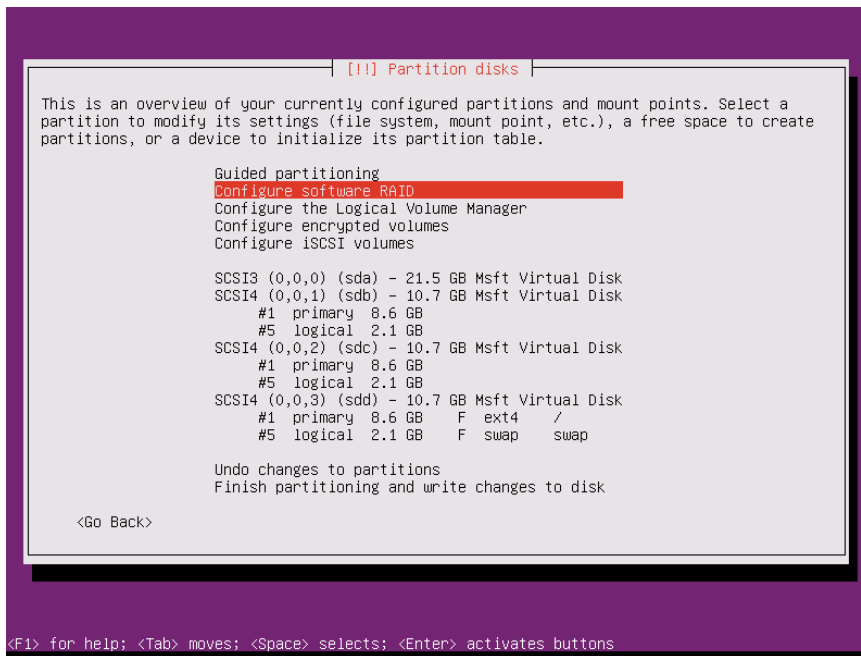 [!!] Partition disks
This is an overview of your currently configured partitions and mount points. Select a
partition to modify its settings (file system, mount point, etc.), a free space to create
partitions, or a device to initialize its partition table.
Guided partitioning
Configure software RAID
Configure the Logical Volume Manager
Configure encrypted volumes
Configure iSCSI volumes
SCSI3 (0,0,0) (sda) - 21.5 GB Msft Virtual Disk
SCSI4 (0,0,1) (sdb) - 10.7 GB Msft Virtual Disk
#1 primary 8.6 GB
#5 logical 2.1 GB
SCSI4 (0,0,2) (sdc) - 10.7 GB Msft Virtual Disk
#1 primary 8.6 GB
#5 logical 2.1 GB
SCSI4 (0,0,3) (sdd) - 10.7 GB Msft Virtual Disk
#1 primary 8.6 GB F ext4 /
#5 logical 2.1 GB F swap swap
Undo changes to partitions
Finish partitioning and write changes to disk
<Go Back>
<F1> for help; <Tab> moves; <Space> selects; <Enter> activates buttons